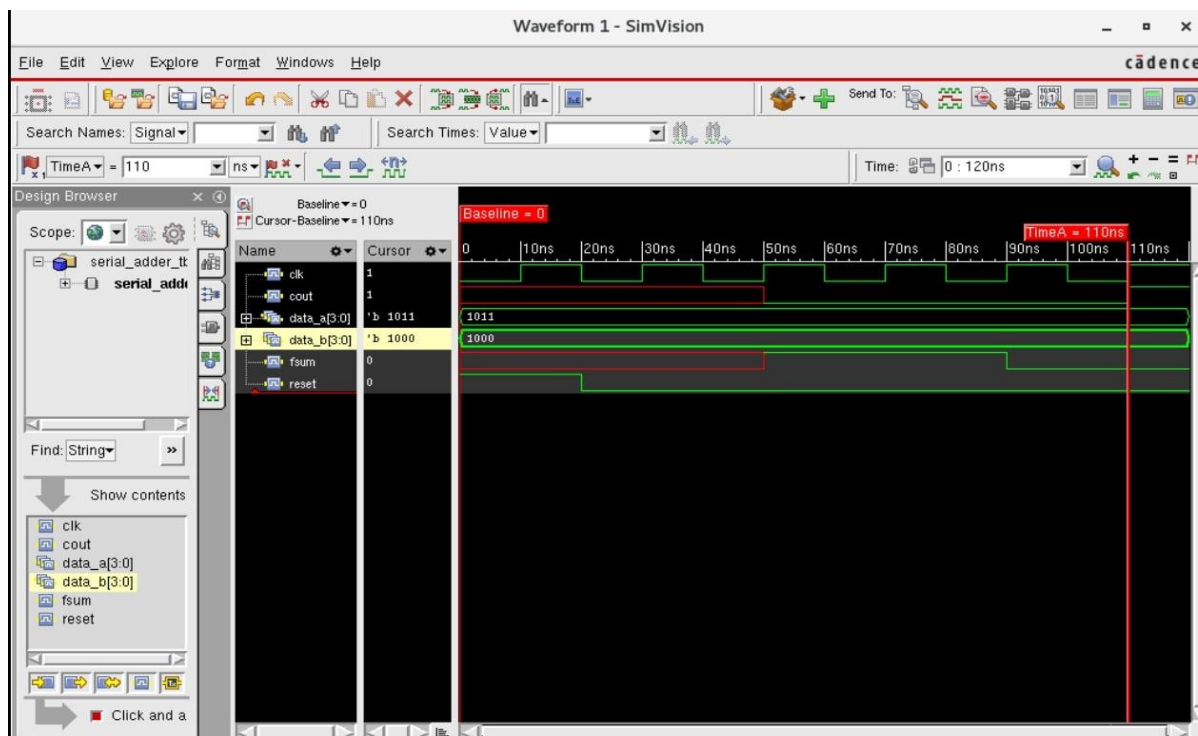 Waveform 1 - SimVision
File Edit View Explore Format Windows Help
cādence
Send To:
Search Names: Signal
Search Times: Value
TimeA = 110 ns
Time: 0 : 120ns
Design Browser
Scope:
serial_adder_tt
serial_adde
Find: String
»
Show contents
clk
cout
data_a[3:0]
data_b[3:0]
fsum
reset
Click and a
Baseline = 0
Cursor-Baseline = 110ns
Name Cursor
clk 1
cout 1
data_a[3:0] 'b 1011
data_b[3:0] 'b 1000
fsum 0
reset 0
Baseline = 0
TimeA = 110ns
0 10ns 20ns 30ns 40ns 50ns 60ns 70ns 80ns 90ns 100ns 110ns
1011
1000